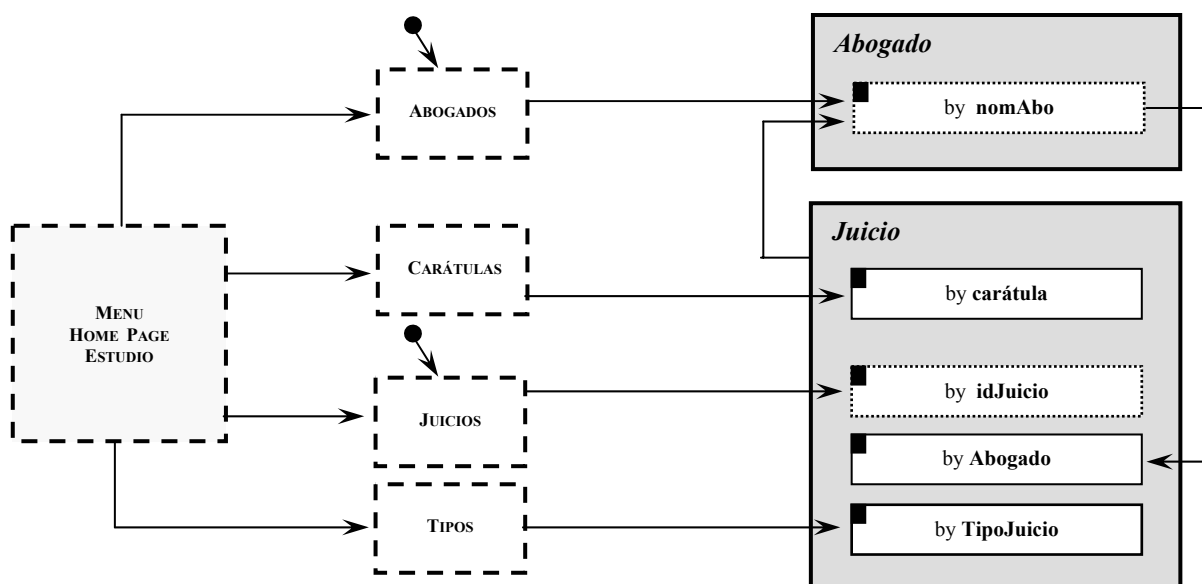 Abogado
ABOGADOS
by nomAbo
MENU
HOME PAGE
ESTUDIO
CARÁTULAS
Juicio
by carátula
JUICIOS
by idJuicio
by Abogado
TIPOS
by TipoJuicio